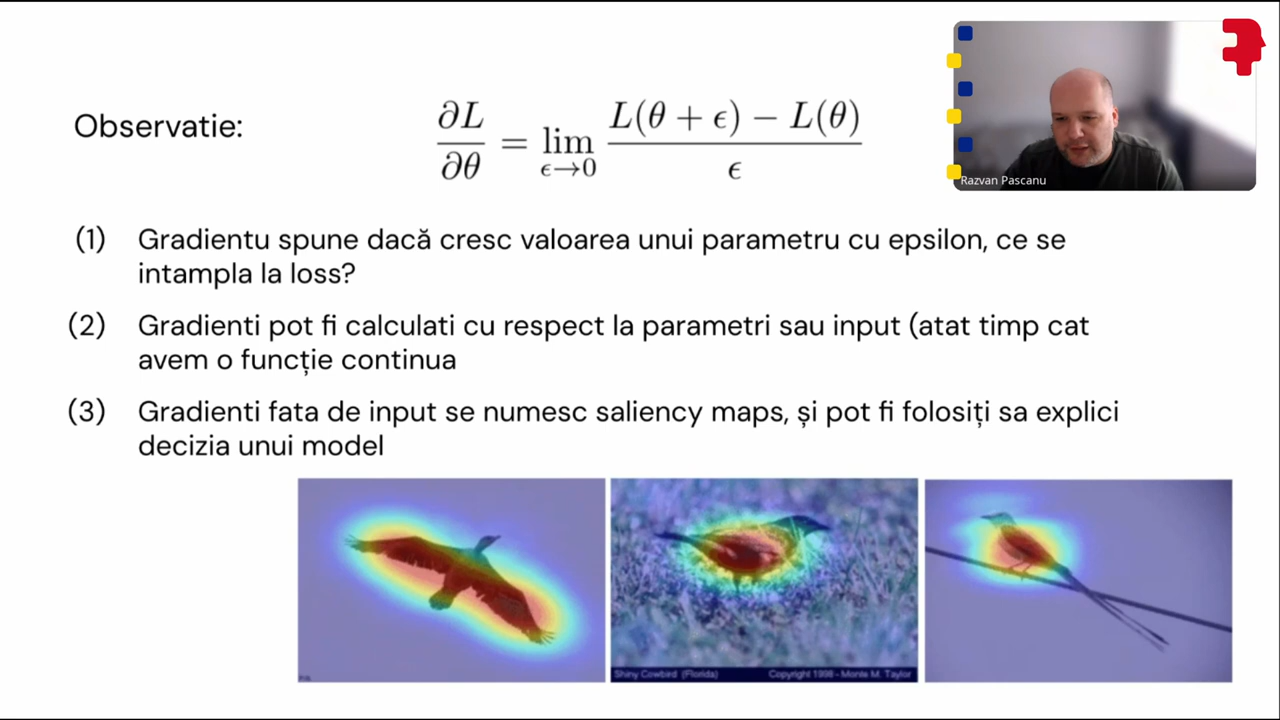 Observatie:
∂L/∂θ = lim ϵ→0 L(θ + ϵ) − L(θ) / ϵ
Razvan Pascanu
(1) Gradientu spune dacă cresc valoarea unui parametru cu epsilon, ce se
intampla la loss?
(2) Gradienti pot fi calculati cu respect la parametri sau input (atat timp cat
avem o funcție continua
(3) Gradienti fata de input se numesc saliency maps, și pot fi folosiți sa explici
decizia unui model
Shiny Cowbird (Florida) Copyright 1998 - Monte M. Taylor